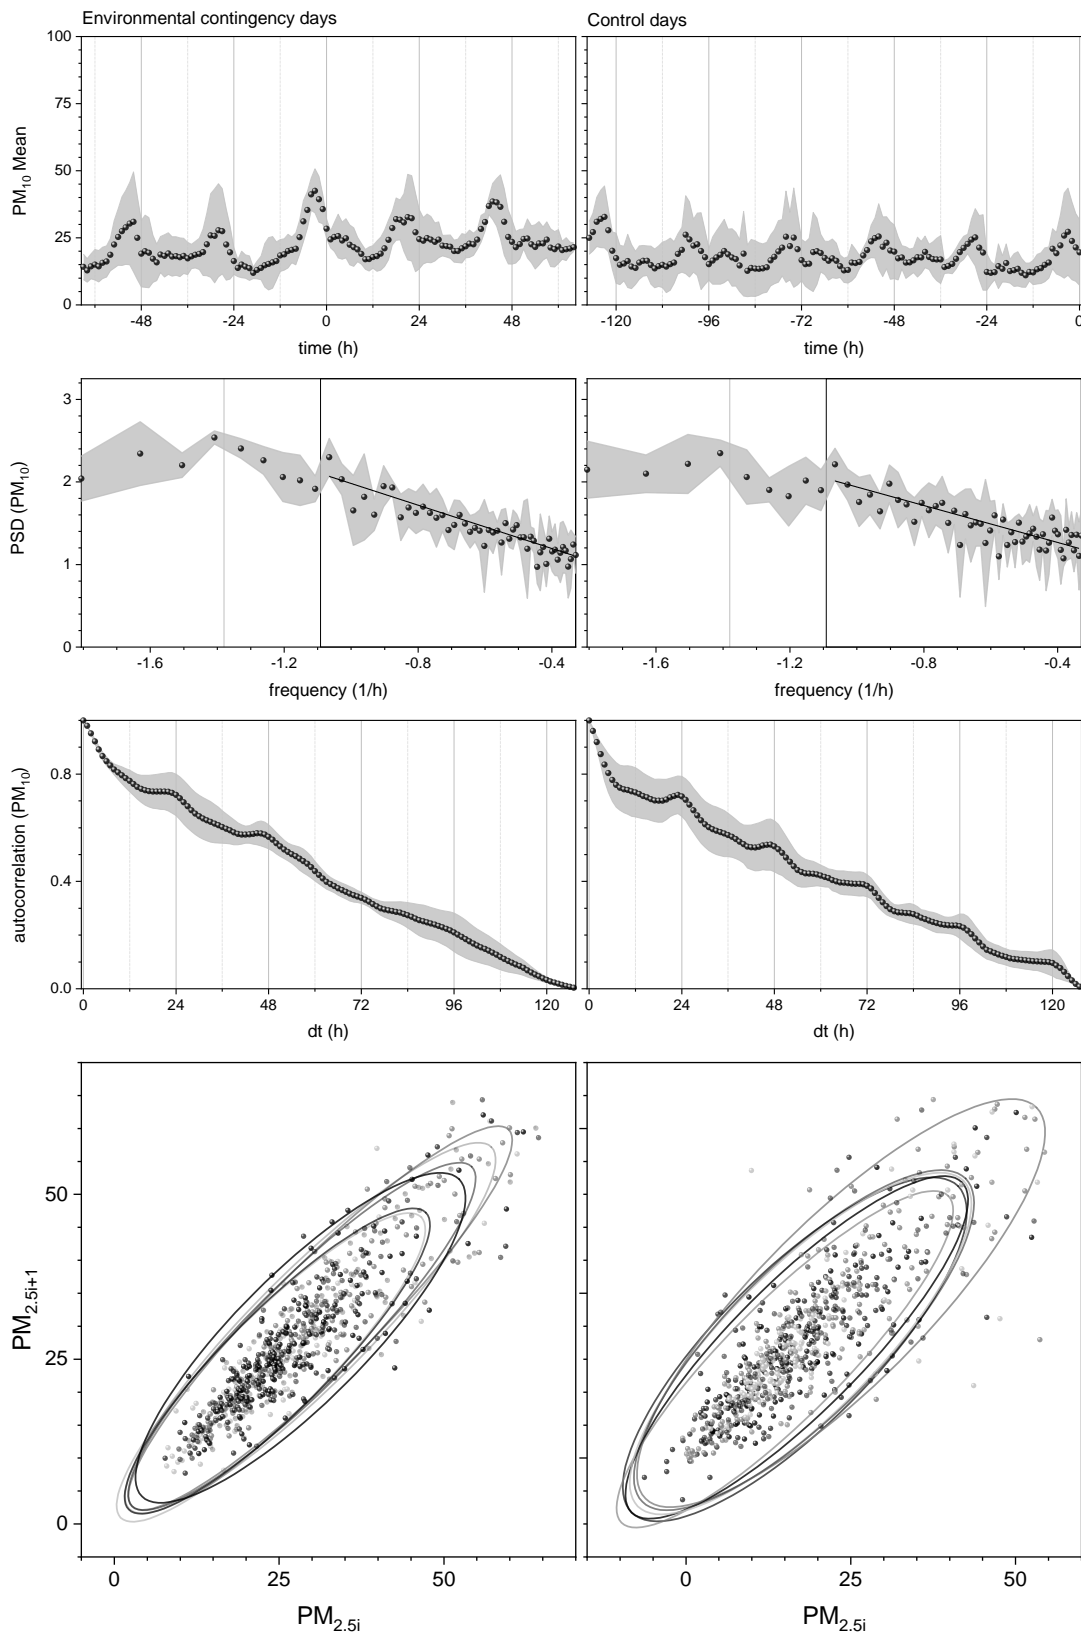 Environmental contingency days
Control days
100
75
50
25
0
PM10 Mean
-48 -24 0 24 48
time (h)
-120 -96 -72 -48 -24 0
time (h)
3
2
1
0
PSD (PM10)
-1.6 -1.2 -0.8 -0.4
frequency (1/h)
-1.6 -1.2 -0.8 -0.4
frequency (1/h)
0.8
0.4
0.0
autocorrelation (PM10)
0 24 48 72 96 120
dt (h)
0 24 48 72 96 120
dt (h)
50
25
0
PM2.5i+1
0 25 50
PM2.5i
0 25 50
PM2.5i